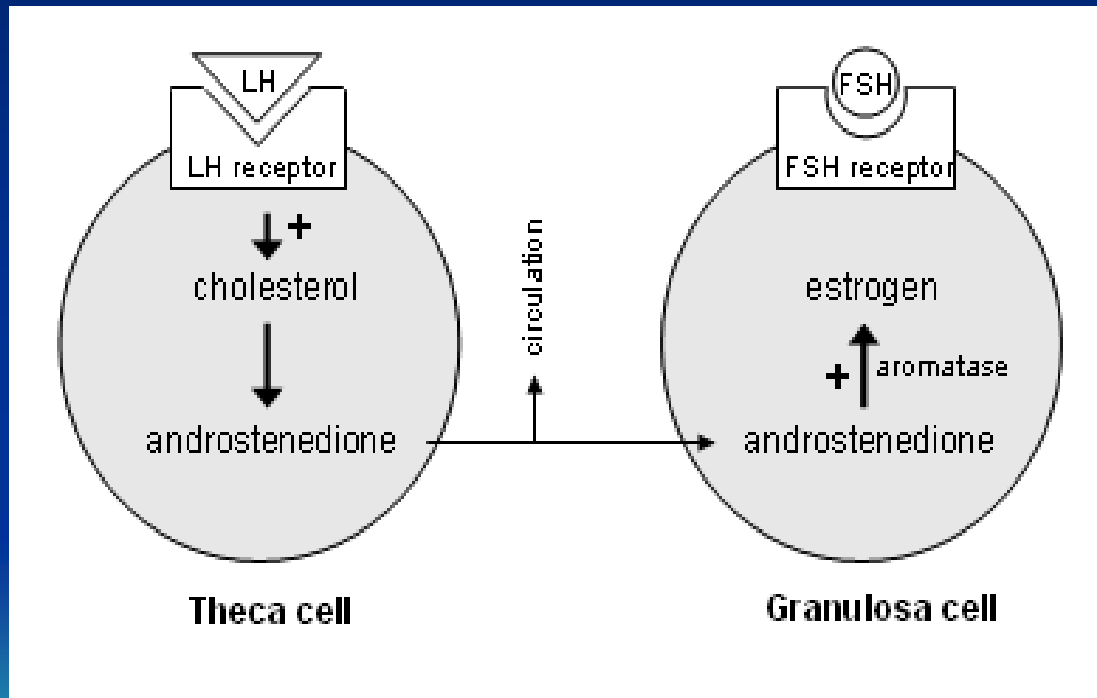 LH
LH receptor
+
cholesterol
androstenedione
Theca cell
circulation
FSH
FSH receptor
estrogen
+
aromatase
androstenedione
Granulosa cell